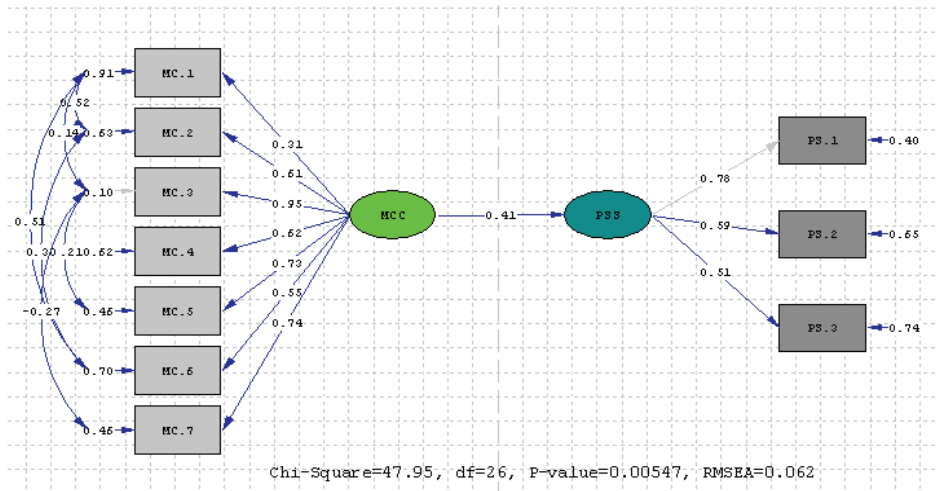 0.91 MC.1
0.52
0.14 0.63 MC.2
0.31
0.61
0.10 MC.3
0.95
MCC
0.41
PSS
0.51
0.30 .21 0.62 MC.4
0.62
0.73
-0.27
0.46 MC.5
0.55
0.74
0.70 MC.6
0.46 MC.7
PS.1 0.40
0.78
0.59
PS.2 0.65
0.51
PS.3 0.74
Chi-Square=47.95, df=26, P-value=0.00547, RMSEA=0.062